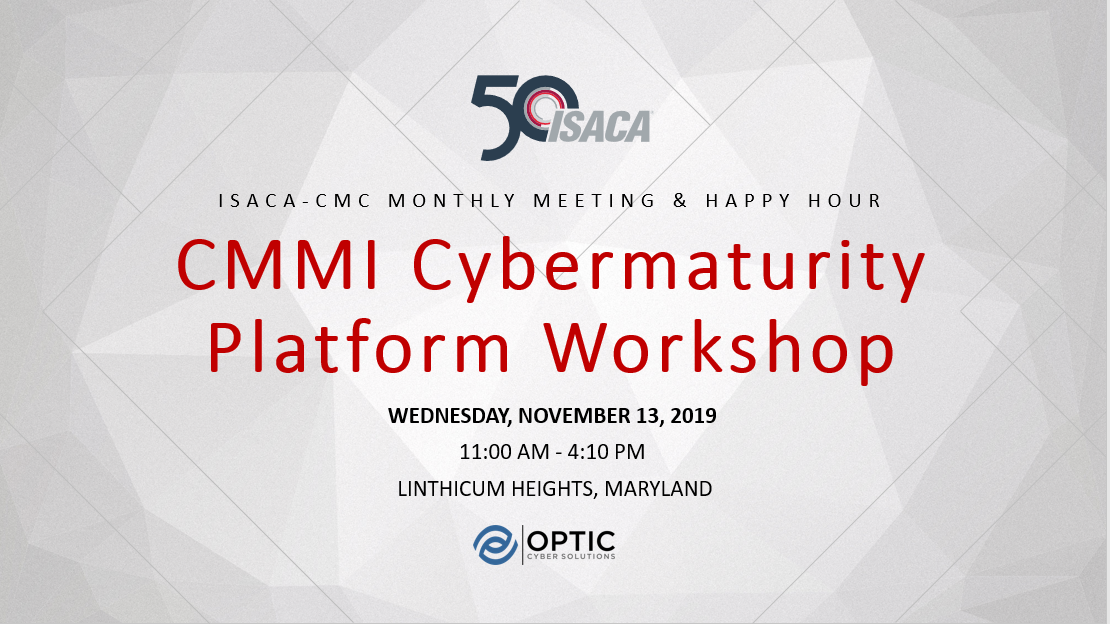 50 ISACA
ISACA-CMC MONTHLY MEETING & HAPPY HOUR
CMMI Cybermaturity
Platform Workshop
WEDNESDAY, NOVEMBER 13, 2019
11:00 AM - 4:10 PM
LINTHICUM HEIGHTS, MARYLAND
OPTIC
CYBER SOLUTIONS